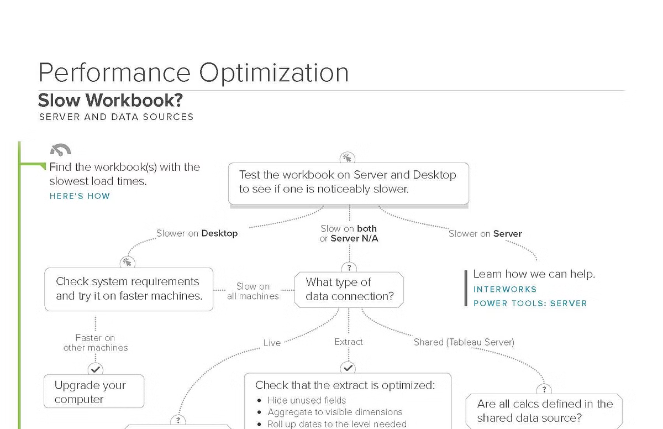 Performance Optimization
Slow Workbook?
SERVER AND DATA SOURCES
Find the workbook(s) with the
slowest load times.
HERE'S HOW
Test the workbook on Server and Desktop
to see if one is noticeably slower.
Slower on Desktop
Slow on both
or Server N/A
Slower on Server
Check system requirements
and try it on faster machines.
Slow on
all machines
What type of
data connection?
Learn how we can help.
INTERWORKS
POWER TOOLS: SERVER
Faster on
other machines
Live
Extract
Shared (Tableau Server)
Upgrade your
computer
Check that the extract is optimized:
• Hide unused fields
• Aggregate to visible dimensions
• Roll up dates to the level needed
Are all calcs defined in the
shared data source?
?
?
?